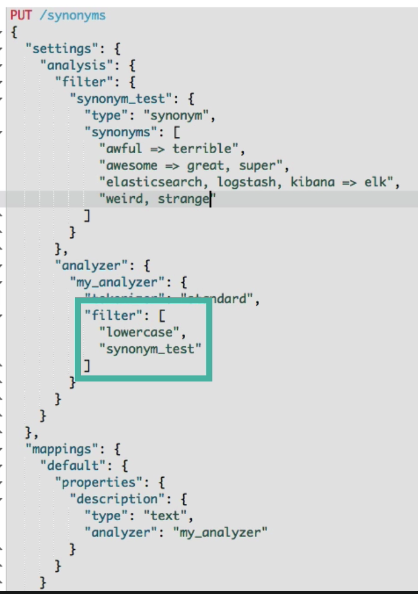 PUT /synonyms
{
  "settings": {
    "analysis": {
      "filter": {
        "synonym_test": {
          "type": "synonym",
          "synonyms": [
            "awful => terrible",
            "awesome => great, super",
            "elasticsearch, logstash, kibana => elk",
            "weird, strange"
          ]
        }
      },
      "analyzer": {
        "my_analyzer": {
          "tokenizer": "standard",
          "filter": [
            "lowercase",
            "synonym_test"
          ]
        }
      }
    }
  },
  "mappings": {
    "default": {
      "properties": {
        "description": {
          "type": "text",
          "analyzer": "my_analyzer"
        }
      }
    }